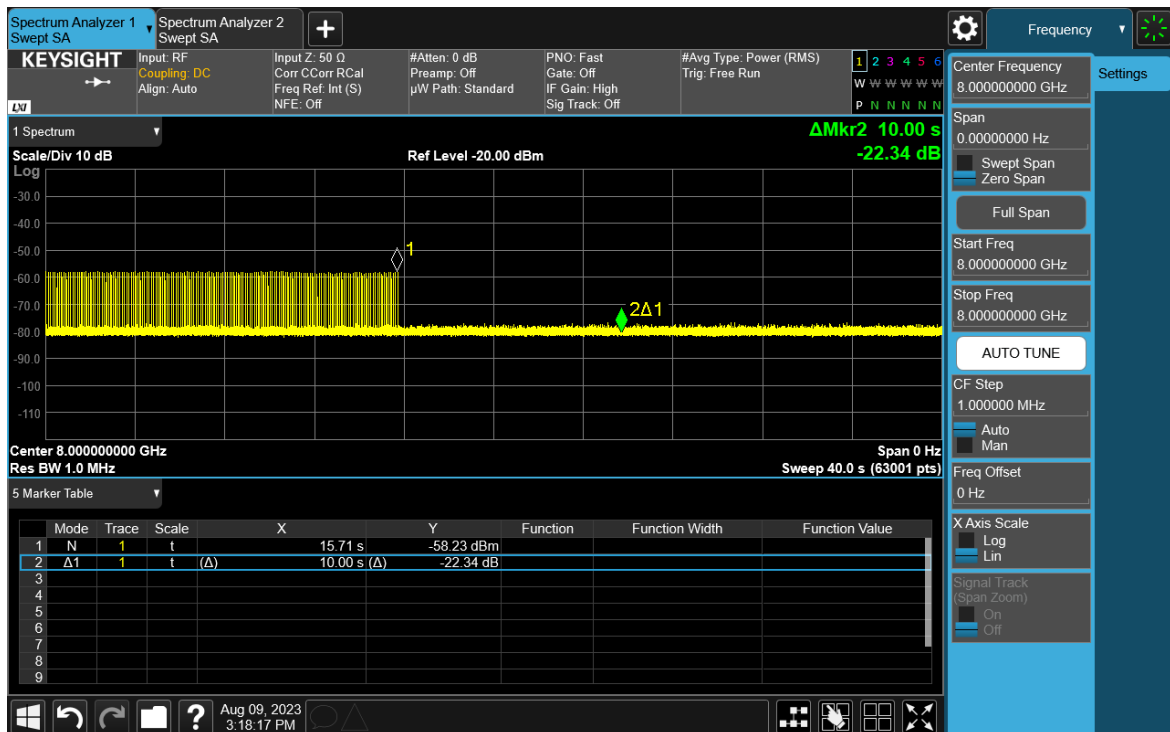 Spectrum Analyzer 1
Swept SA
Spectrum Analyzer 2
Swept SA
Frequency
KEYSIGHT
LXI
Input: RF
Coupling: DC
Align: Auto
Input Z: 50 Ω
Corr CCorr RCal
Freq Ref: Int (S)
NFE: Off
#Atten: 0 dB
Preamp: Off
µW Path: Standard
PNO: Fast
Gate: Off
IF Gain: High
Sig Track: Off
#Avg Type: Power (RMS)
Trig: Free Run
1 2 3 4 5 6
W W W W W W
P N N N N N
1 Spectrum
ΔMkr2 10.00 s
-22.34 dB
Scale/Div 10 dB
Ref Level -20.00 dBm
Log
-30.0
-40.0
-50.0
-60.0
-70.0
-80.0
-90.0
-100
-110
1
2Δ1
Center 8.000000000 GHz
Span 0 Hz
Res BW 1.0 MHz
Sweep 40.0 s (63001 pts)
5 Marker Table
Mode Trace Scale X Y Function Function Width Function Value
1 N 1 t 15.71 s -58.23 dBm
2 Δ1 1 t (Δ) 10.00 s (Δ) -22.34 dB
3
4
5
6
7
8
9
Aug 09, 2023
3:18:17 PM
Center Frequency
8.000000000 GHz
Span
0.00000000 Hz
Swept Span
Zero Span
Full Span
Start Freq
8.000000000 GHz
Stop Freq
8.000000000 GHz
AUTO TUNE
CF Step
1.000000 MHz
Auto
Man
Freq Offset
0 Hz
X Axis Scale
Log
Lin
Signal Track
(Span Zoom)
On
Off
Settings